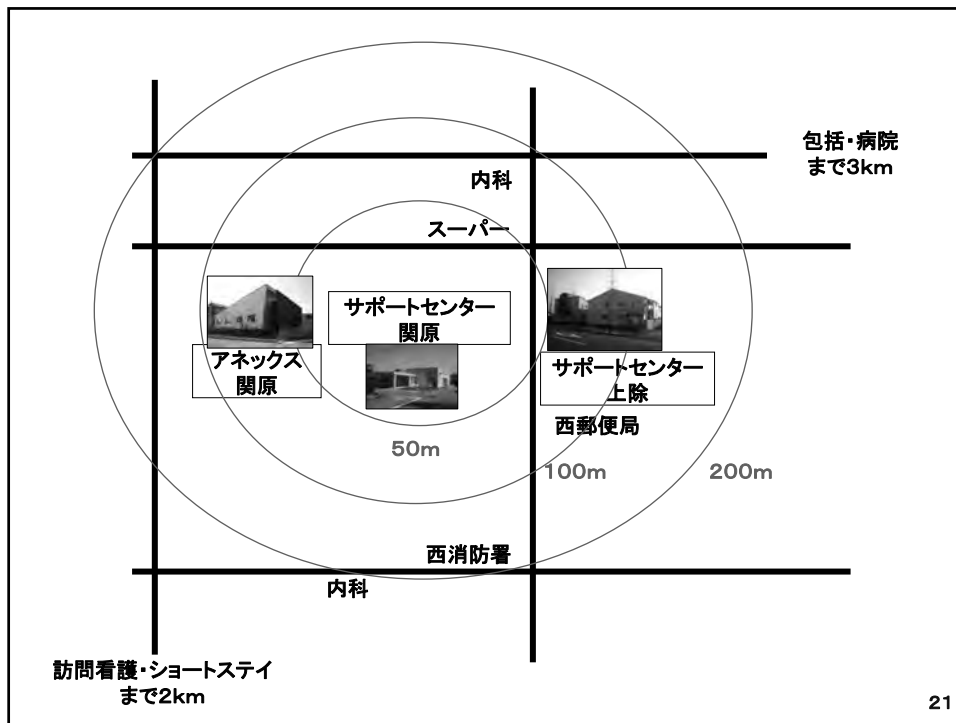 包括・病院
まで3km
内科
スーパー
サポートセンター
関原
アネックス
関原
サポートセンター
上除
西郵便局
50m
100m
200m
西消防署
内科
訪問看護・ショートステイ
まで2km
21